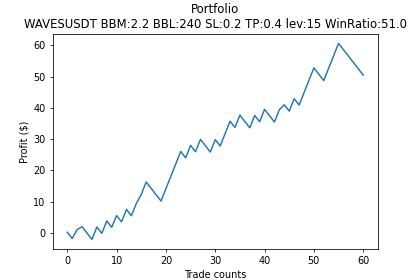 Portfolio
WAVESUSDT BBM:2.2 BBL:240 SL:0.2 TP:0.4 lev:15 WinRatio:51.0
60
50
40
30
20
10
0
Profit ($)
0 10 20 30 40 50 60
Trade counts